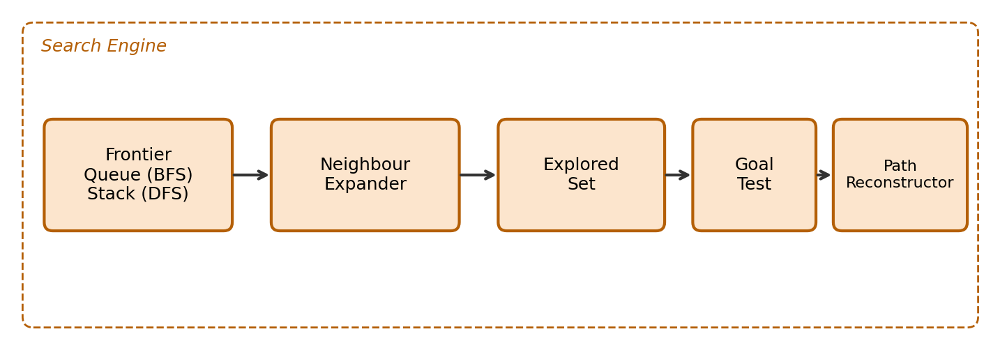 Search Engine
Frontier
Queue (BFS)
Stack (DFS)
Neighbour
Expander
Explored
Set
Goal
Test
Path
Reconstructor